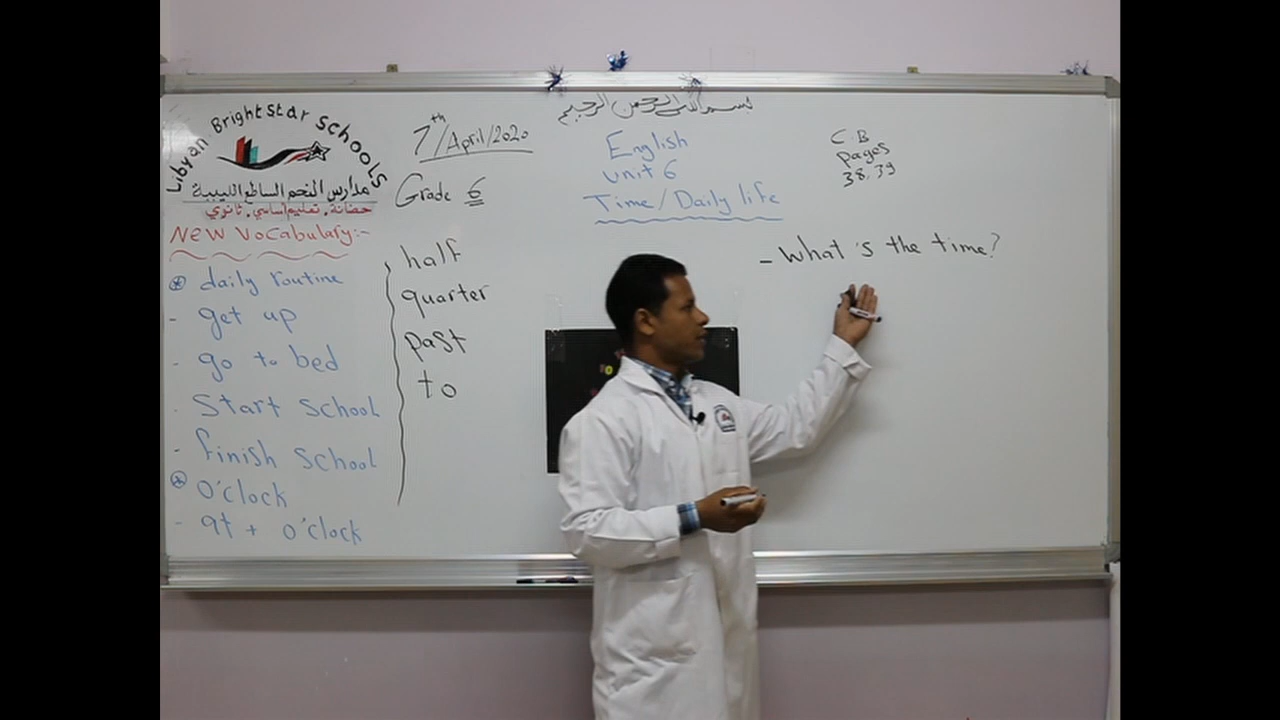 Libyan Bright Star Schools
مدارس النجم الساطع الليبية
حضانة . تعليم أساسي . ثانوي
New Vocabulary:-
daily routine
- get up
- go to bed
- Start School
- finish school
O'clock
- at + o'clock
7th/April/2020
Grade 6
half
quarter
past
to
بسم الله الرحمن الرحيم
English
unit 6
Time/Daily life
C.B
pages
38.39
- What's the time?